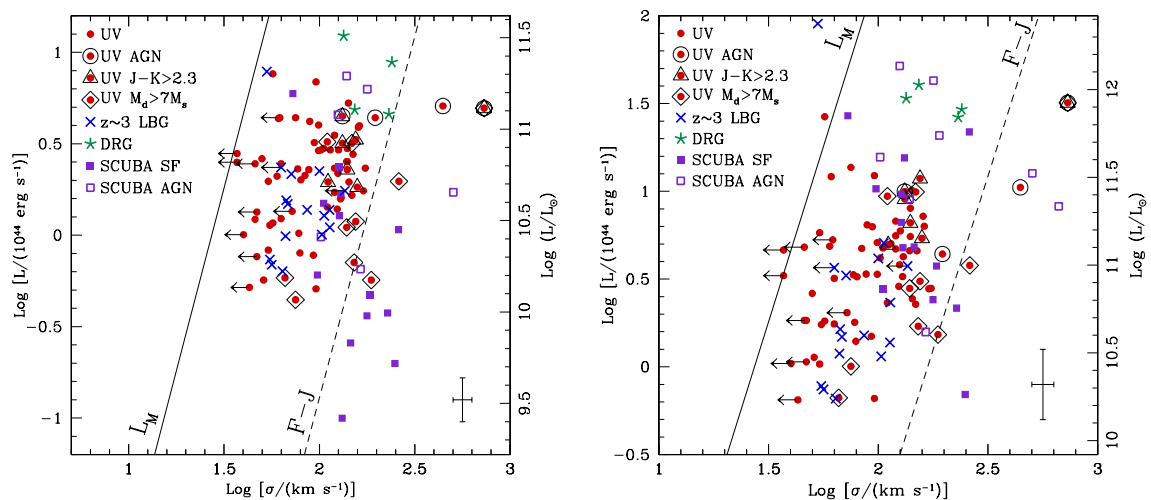 UV
UV AGN
UV J−K>2.3
UV M_d>7M_s
z~3 LBG
DRG
SCUBA SF
SCUBA AGN
L_M
F−J
1
0.5
0
−0.5
−1
11.5
11
10.5
10
9.5
1 1.5 2 2.5 3
Log [L/(10^44 erg s^−1)]
Log (L/L_⊙)
Log [σ/(km s^−1)]
UV
UV AGN
UV J−K>2.3
UV M_d>7M_s
z~3 LBG
DRG
SCUBA SF
SCUBA AGN
L_M
F−J
2
1.5
1
0.5
0
−0.5
12
11.5
11
10.5
10
1 1.5 2 2.5 3
Log [L/(10^44 erg s^−1)]
Log (L/L_⊙)
Log [σ/(km s^−1)]